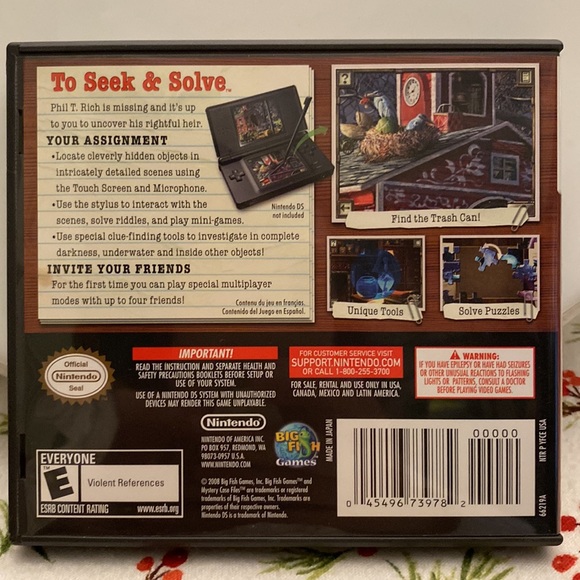 To Seek & Solve™
Phil T. Rich is missing and it's up
to you to uncover his rightful heir.
YOUR ASSIGNMENT
•Locate cleverly hidden objects in
intricately detailed scenes using
the Touch Screen and Microphone.
•Use the stylus to interact with the
scenes, solve riddles, and play mini-games.
•Use special clue-finding tools to investigate in complete
darkness, underwater and inside other objects!
INVITE YOUR FRIENDS
For the first time you can play special multiplayer
modes with up to four friends!
Nintendo DS
not included
Contenu du jeu en français.
Contenido del Juego en Español.
Find the Trash Can!
Unique Tools
Solve Puzzles
Official
Nintendo
Seal
IMPORTANT!
READ THE INSTRUCTION AND SEPARATE HEALTH AND
SAFETY PRECAUTIONS BOOKLETS BEFORE SETUP OR
USE OF YOUR SYSTEM.
USE OF A NINTENDO DS SYSTEM WITH UNAUTHORIZED
DEVICES MAY RENDER THIS GAME UNPLAYABLE.
FOR CUSTOMER SERVICE VISIT
SUPPORT.NINTENDO.COM
OR CALL 1-800-255-3700
FOR SALE, RENTAL AND USE ONLY IN USA,
CANADA, MEXICO AND LATIN AMERICA.
WARNING:
IF YOU HAVE EPILEPSY OR HAVE HAD SEIZURES
OR OTHER UNUSUAL REACTIONS TO FLASHING
LIGHTS OR PATTERNS, CONSULT A DOCTOR
BEFORE PLAYING VIDEO GAMES.
Nintendo®
NINTENDO OF AMERICA INC.
PO BOX 957, REDMOND, WA
98073-0957 U.S.A.
WWW.NINTENDO.COM
BIG FISH
Games
MADE IN JAPAN
EVERYONE
E
Violent References
ESRB CONTENT RATING
www.esrb.org
© 2008 Big Fish Games, Inc. Big Fish Games™ and
Mystery Case Files™ are trademarks or registered
trademarks of Big Fish Games, Inc. Trademarks are
properties of their respective owners.
Nintendo DS is a trademark of Nintendo.
00000
0 45496 73978 2
NTR P YFCE USA
66219A